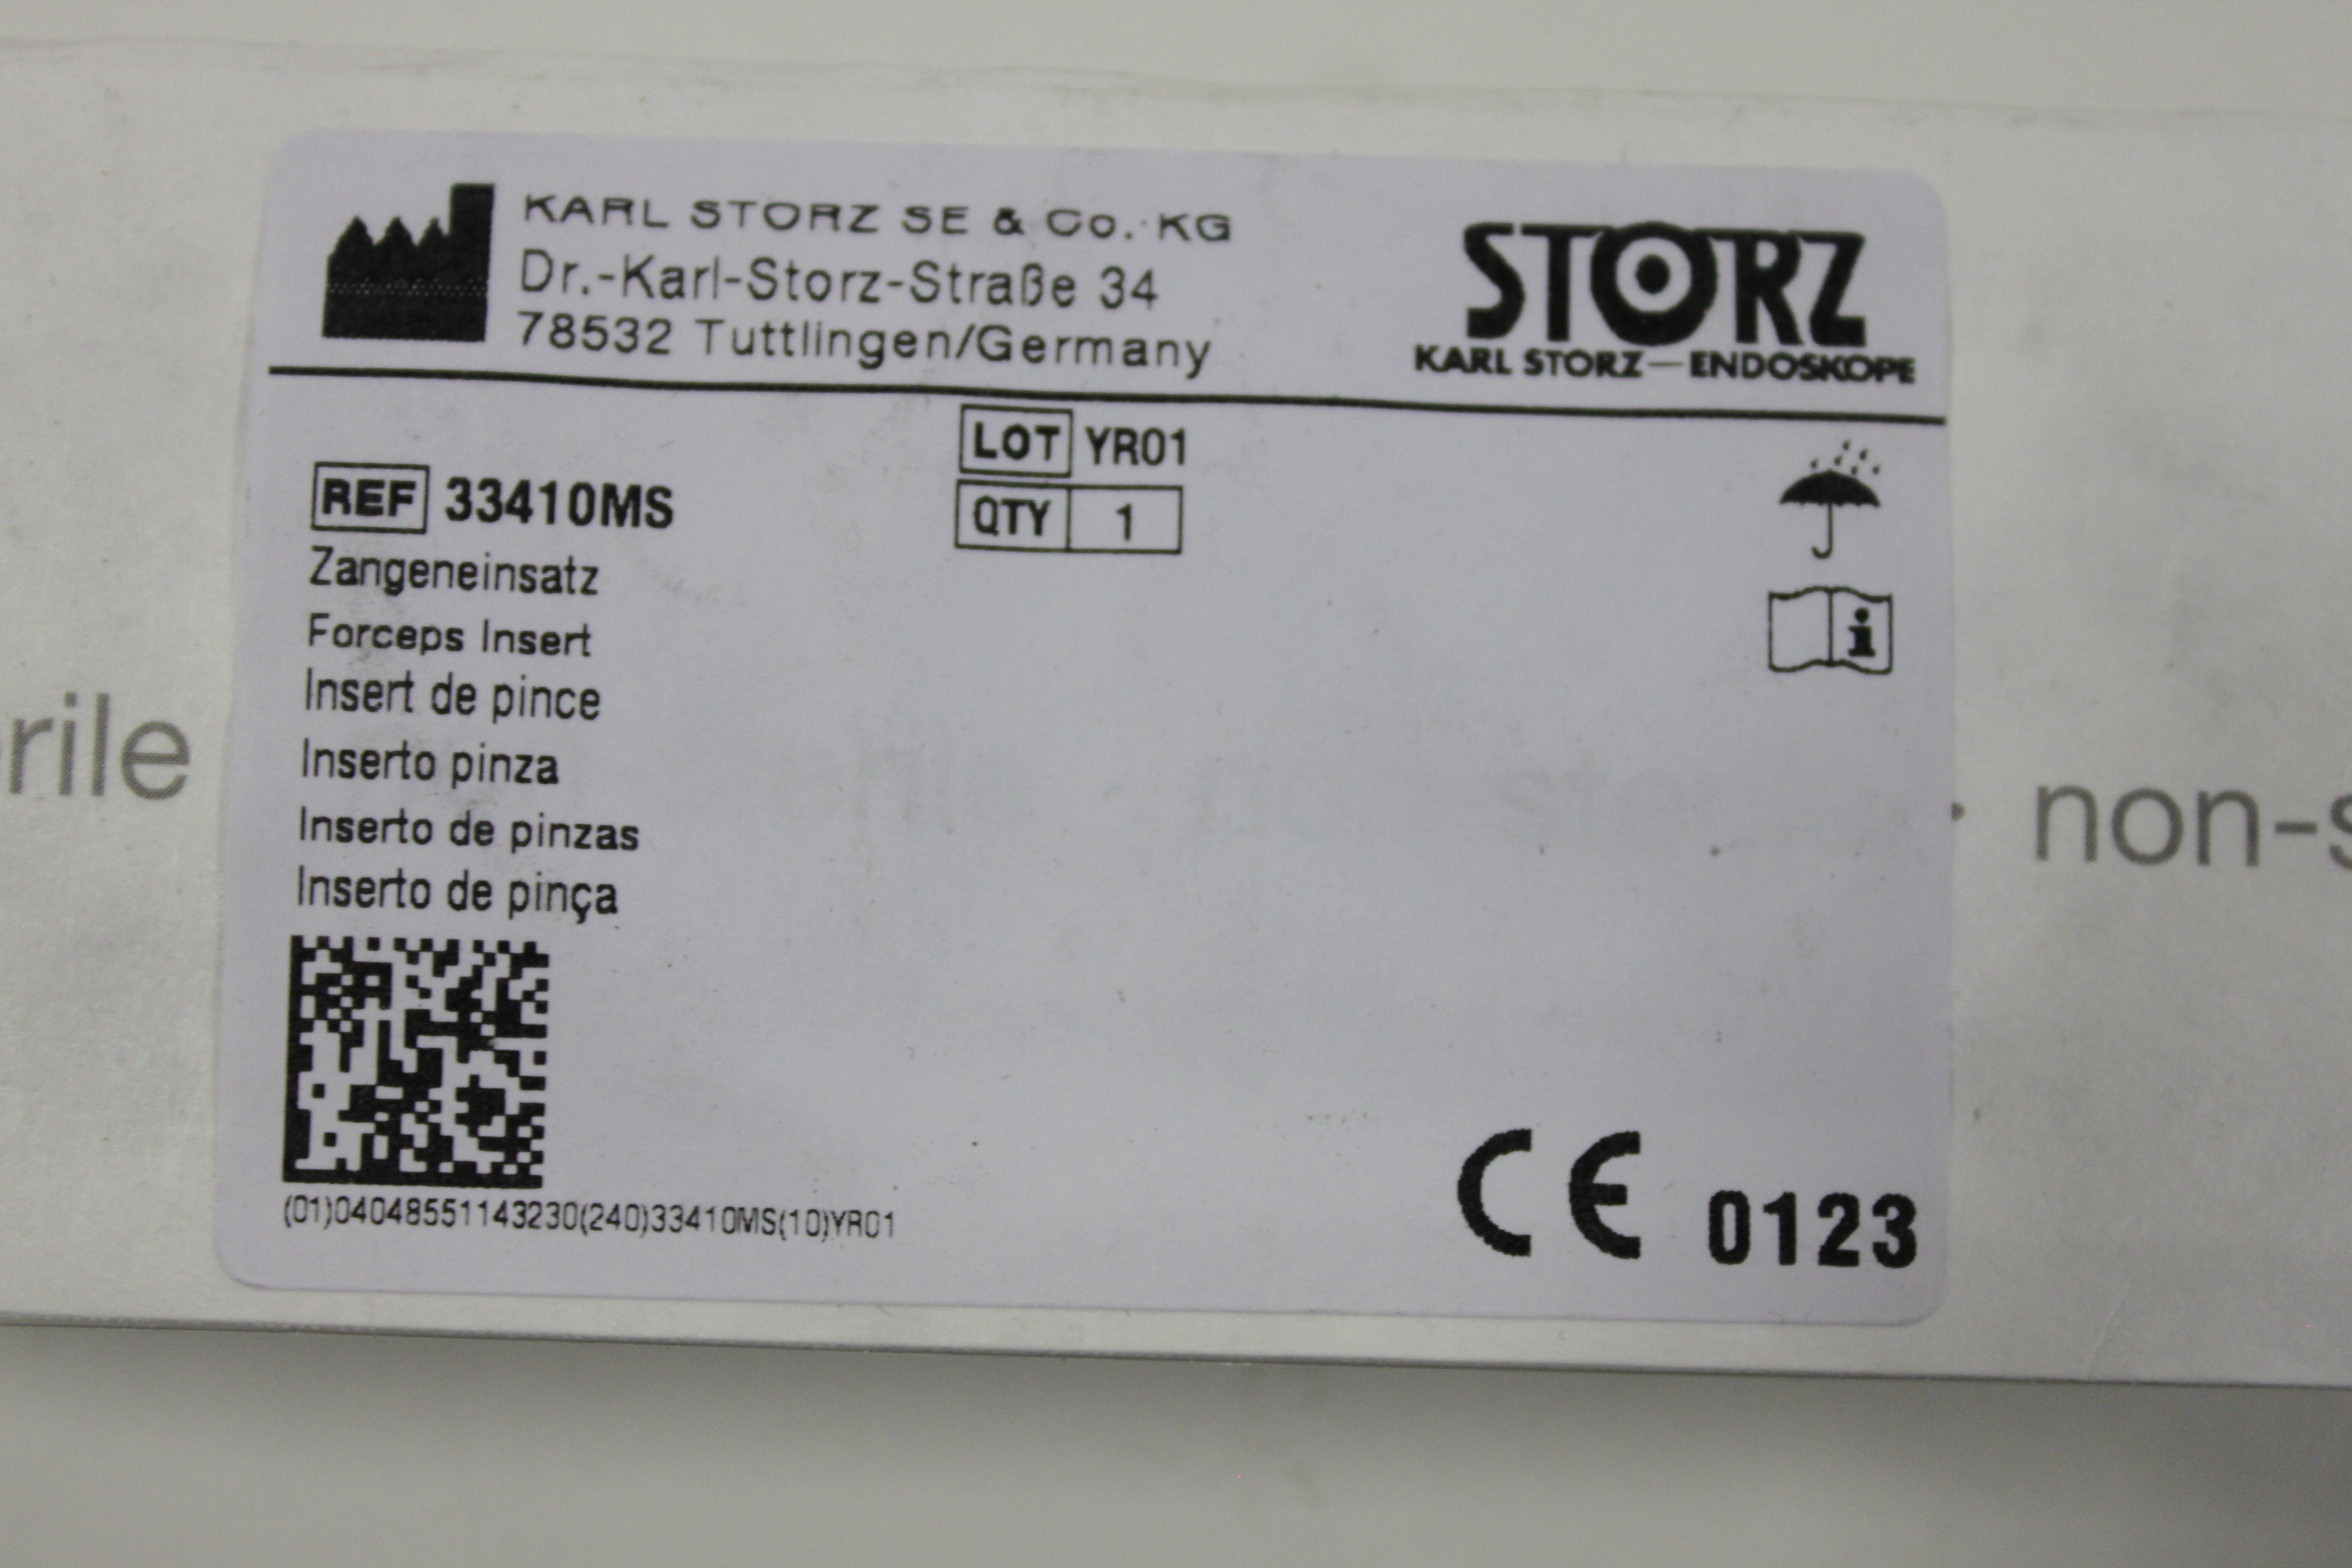 KARL STORZ SE & Co. KG
Dr.-Karl-Storz-Straße 34
78532 Tuttlingen/Germany
STORZ
KARL STORZ—ENDOSKOPE
LOT YR01
QTY 1
REF 33410MS
Zangeneinsatz
Forceps Insert
Insert de pince
Inserto pinza
Inserto de pinzas
Inserto de pinça
rile
non-s
(01)04048551143230(240)33410MS(10)YR01
CE 0123